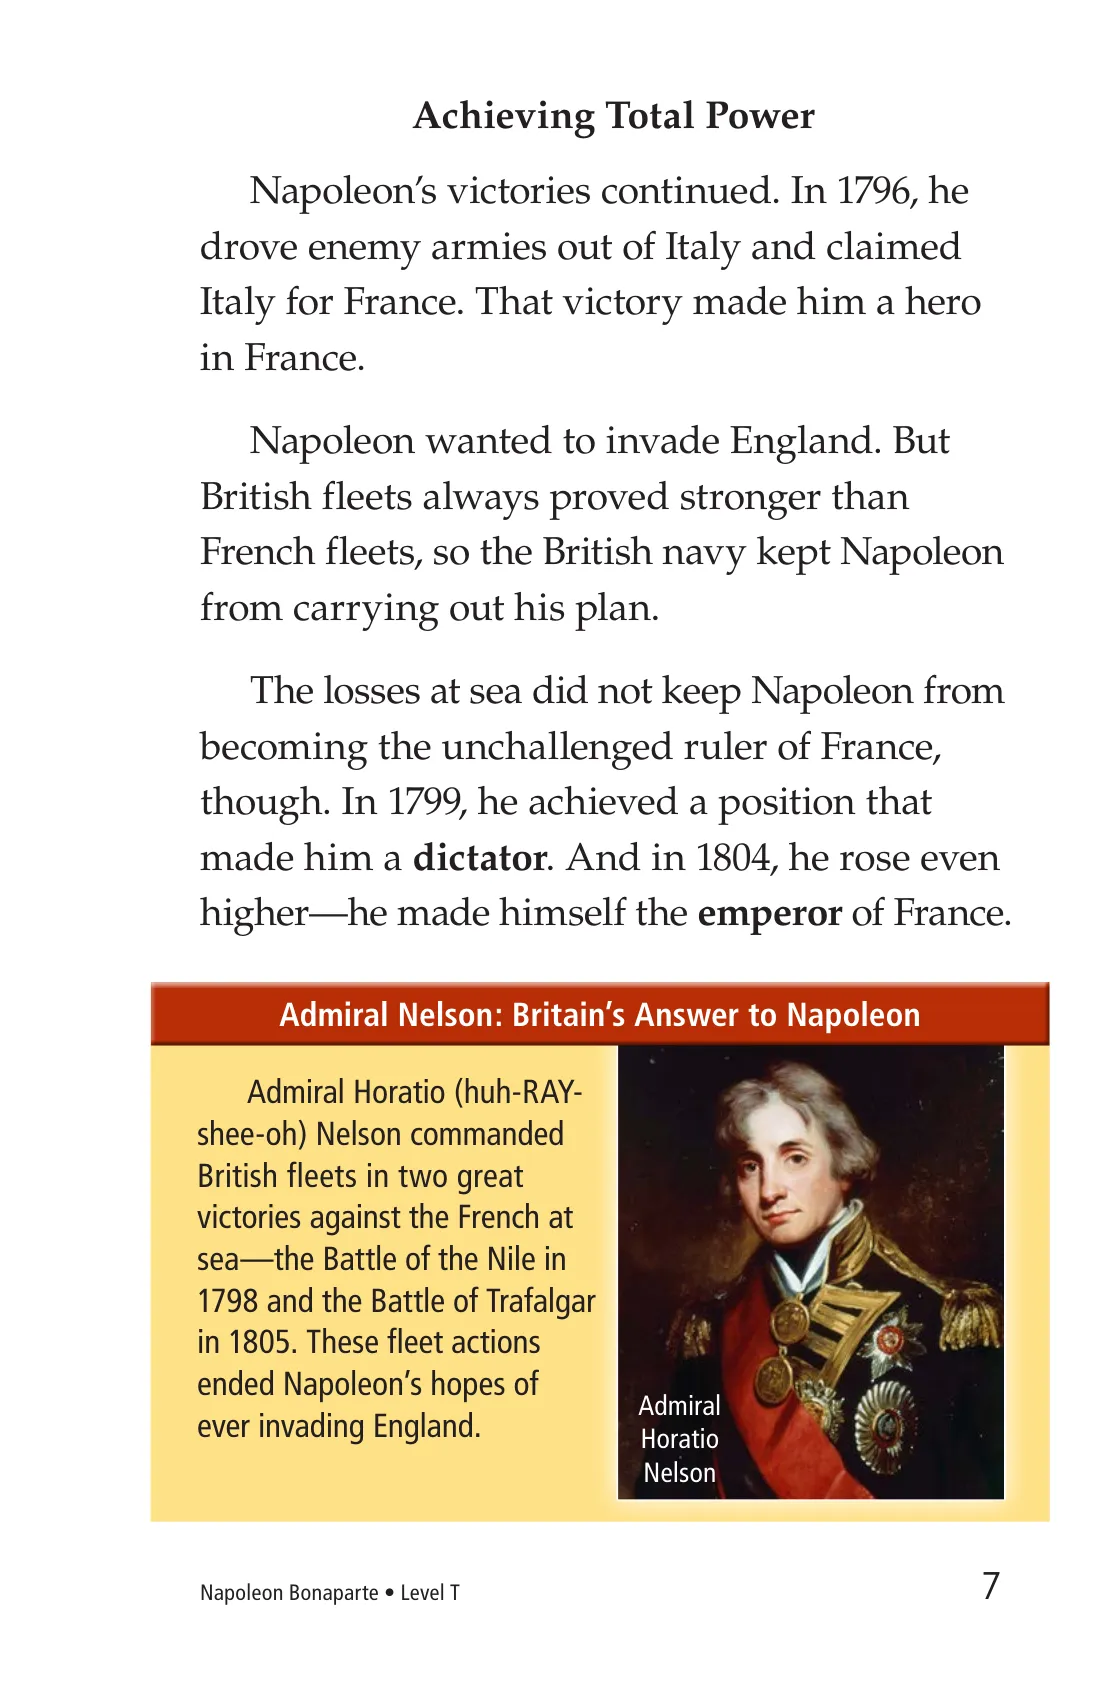 Achieving Total Power
Napoleon’s victories continued. In 1796, he
drove enemy armies out of Italy and claimed
Italy for France. That victory made him a hero
in France.
Napoleon wanted to invade England. But
British fleets always proved stronger than
French fleets, so the British navy kept Napoleon
from carrying out his plan.
The losses at sea did not keep Napoleon from
becoming the unchallenged ruler of France,
though. In 1799, he achieved a position that
made him a dictator. And in 1804, he rose even
higher—he made himself the emperor of France.
Admiral Nelson: Britain’s Answer to Napoleon
Admiral Horatio (huh-RAY-
shee-oh) Nelson commanded
British fleets in two great
victories against the French at
sea—the Battle of the Nile in
1798 and the Battle of Trafalgar
in 1805. These fleet actions
ended Napoleon’s hopes of
ever invading England.
Admiral
Horatio
Nelson
Napoleon Bonaparte • Level T
7